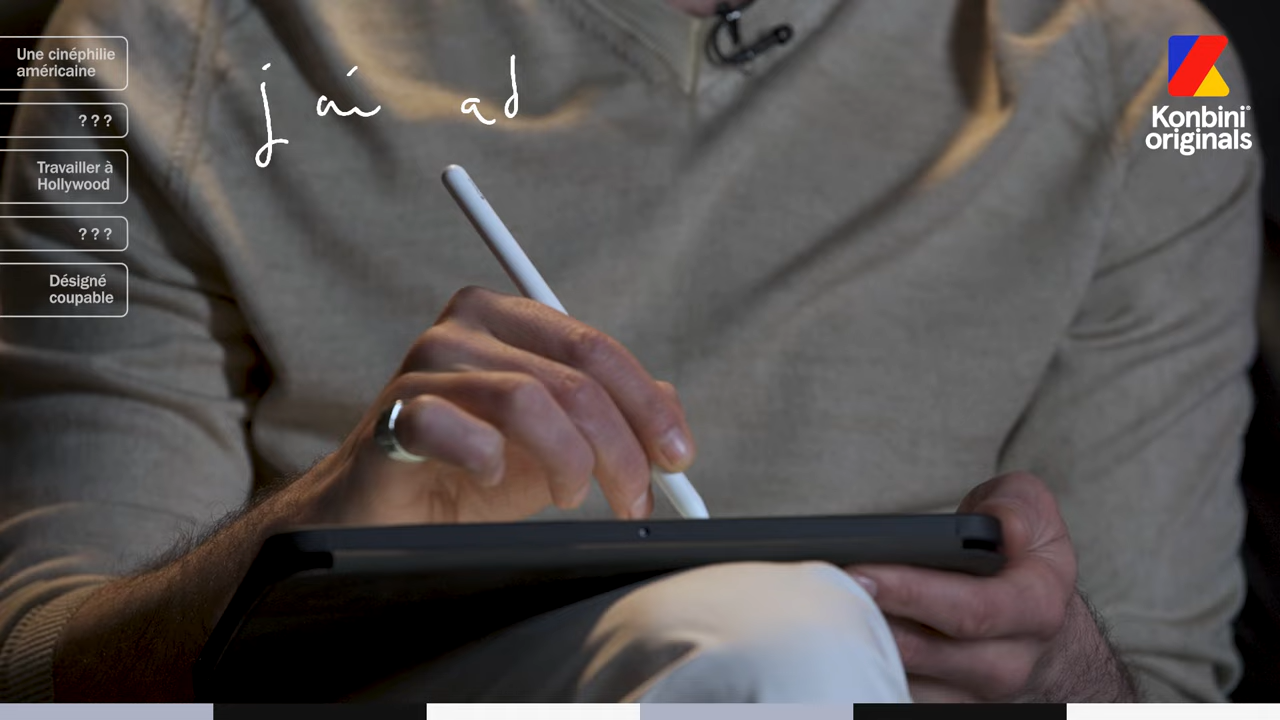 Une cinéphilie
américaine
???
Travailler à
Hollywood
???
Désigné
coupable
j'ai ad
Konbini
originals